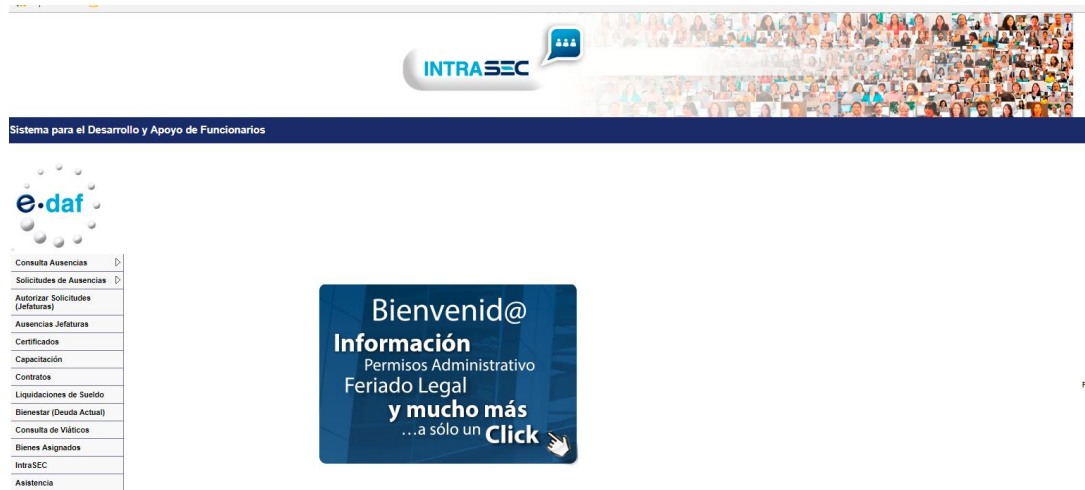 INTRASEC
Sistema para el Desarrollo y Apoyo de Funcionarios
e·daf
Consulta Ausencias
Solicitudes de Ausencias
Autorizar Solicitudes
(Jefaturas)
Ausencias Jefaturas
Certificados
Capacitación
Contratos
Liquidaciones de Sueldo
Bienestar (Deuda Actual)
Consulta de Viáticos
Bienes Asignados
IntraSEC
Asistencia
Bienvenid@
Información
Permisos Administrativo
Feriado Legal
y mucho más
...a sólo un Click